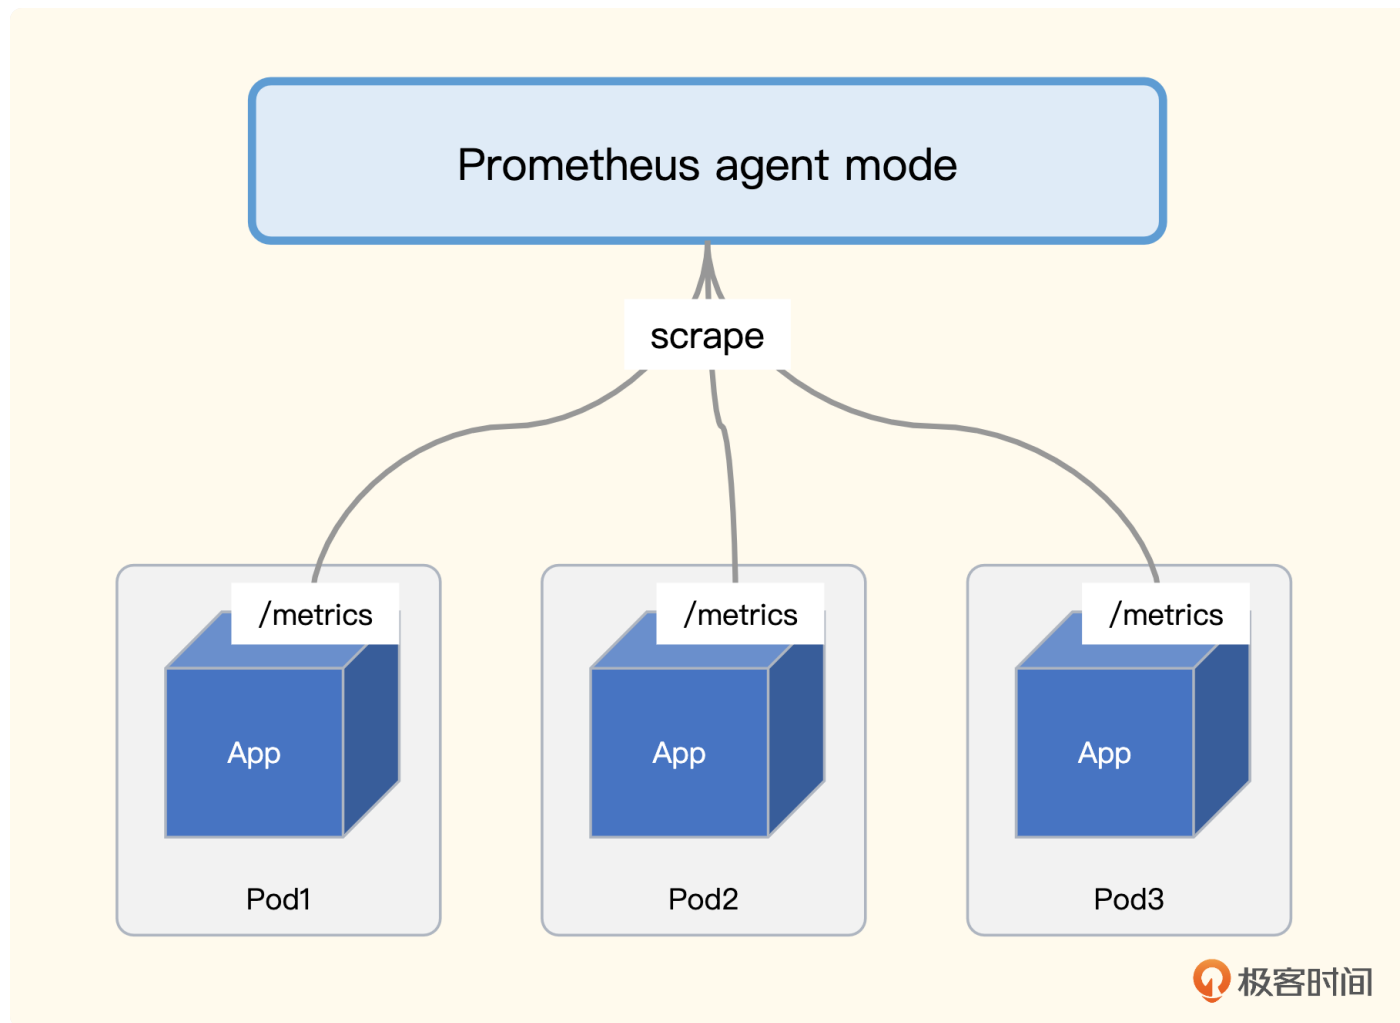 Prometheus agent mode
scrape
/metrics
/metrics
/metrics
App
App
App
Pod1
Pod2
Pod3
极客时间